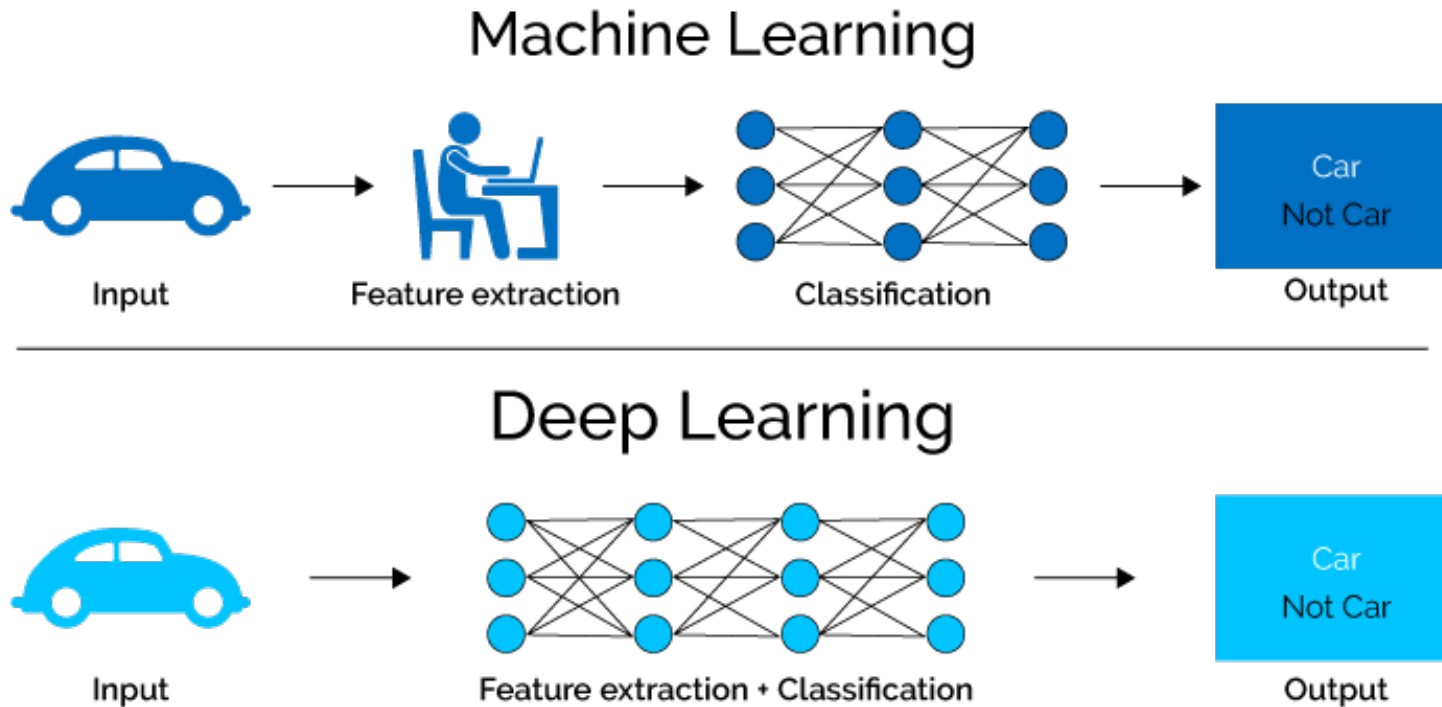 Machine Learning
Car
Not Car
Input
Feature extraction
Classification
Output
Deep Learning
Car
Not Car
Input
Feature extraction + Classification
Output